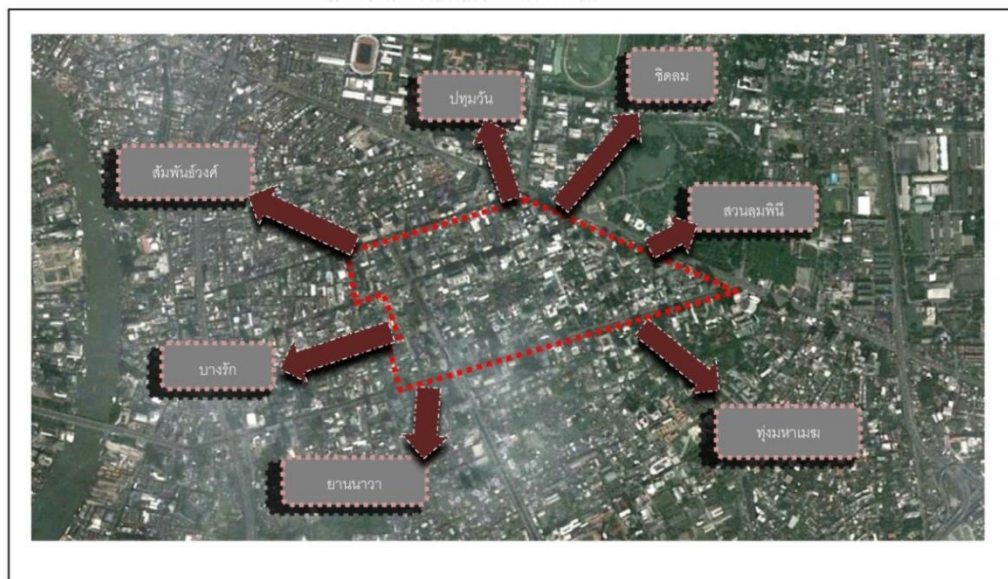 ชิดลม
ปทุมวัน
สัมพันธ์วงศ์
สวนลุมพินี
บางรัก
ทุ่งมหาเมฆ
ยานนาวา